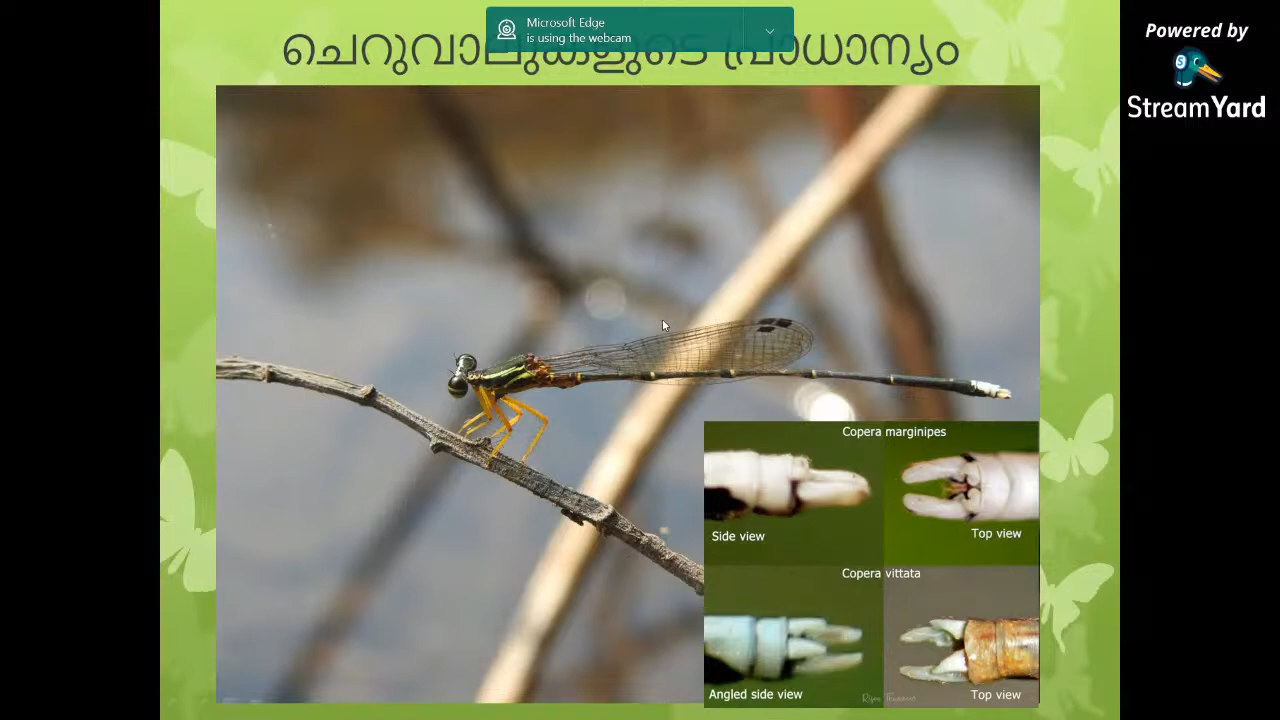 Microsoft Edge
is using the webcam
ചെറുവാലുകളുടെ പ്രാധാന്യം
Powered by
StreamYard
Copera marginipes
Side view
Top view
Copera vittata
Angled side view
Top view